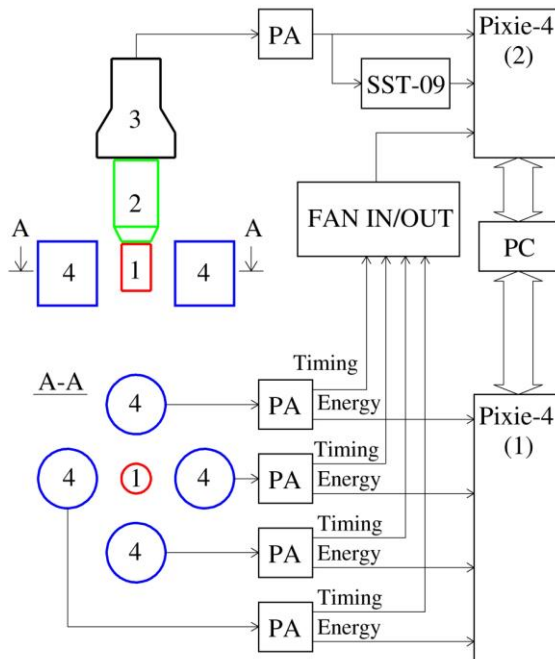 PA
Pixie-4
(2)
SST-09
3
2
FAN IN/OUT
A
A
4
1
4
PC
A-A
Timing
4
PA
Energy
Pixie-4
(1)
Timing
4
1
4
PA
Energy
Timing
4
PA
Energy
Timing
PA
Energy